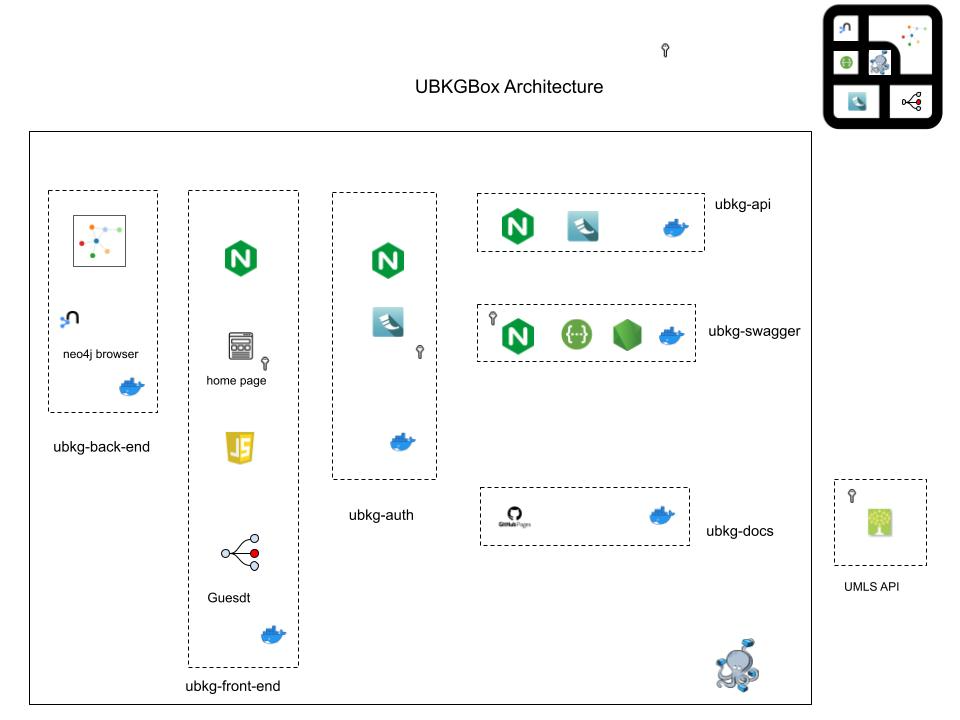 UBKGBox Architecture
ubkg-api
N
N
N
ubkg-swagger
N
{···}
n
neo4j browser
home page
ubkg-back-end
JS
ubkg-auth
GitHub Pages
ubkg-docs
UMLS API
Guesdt
ubkg-front-end